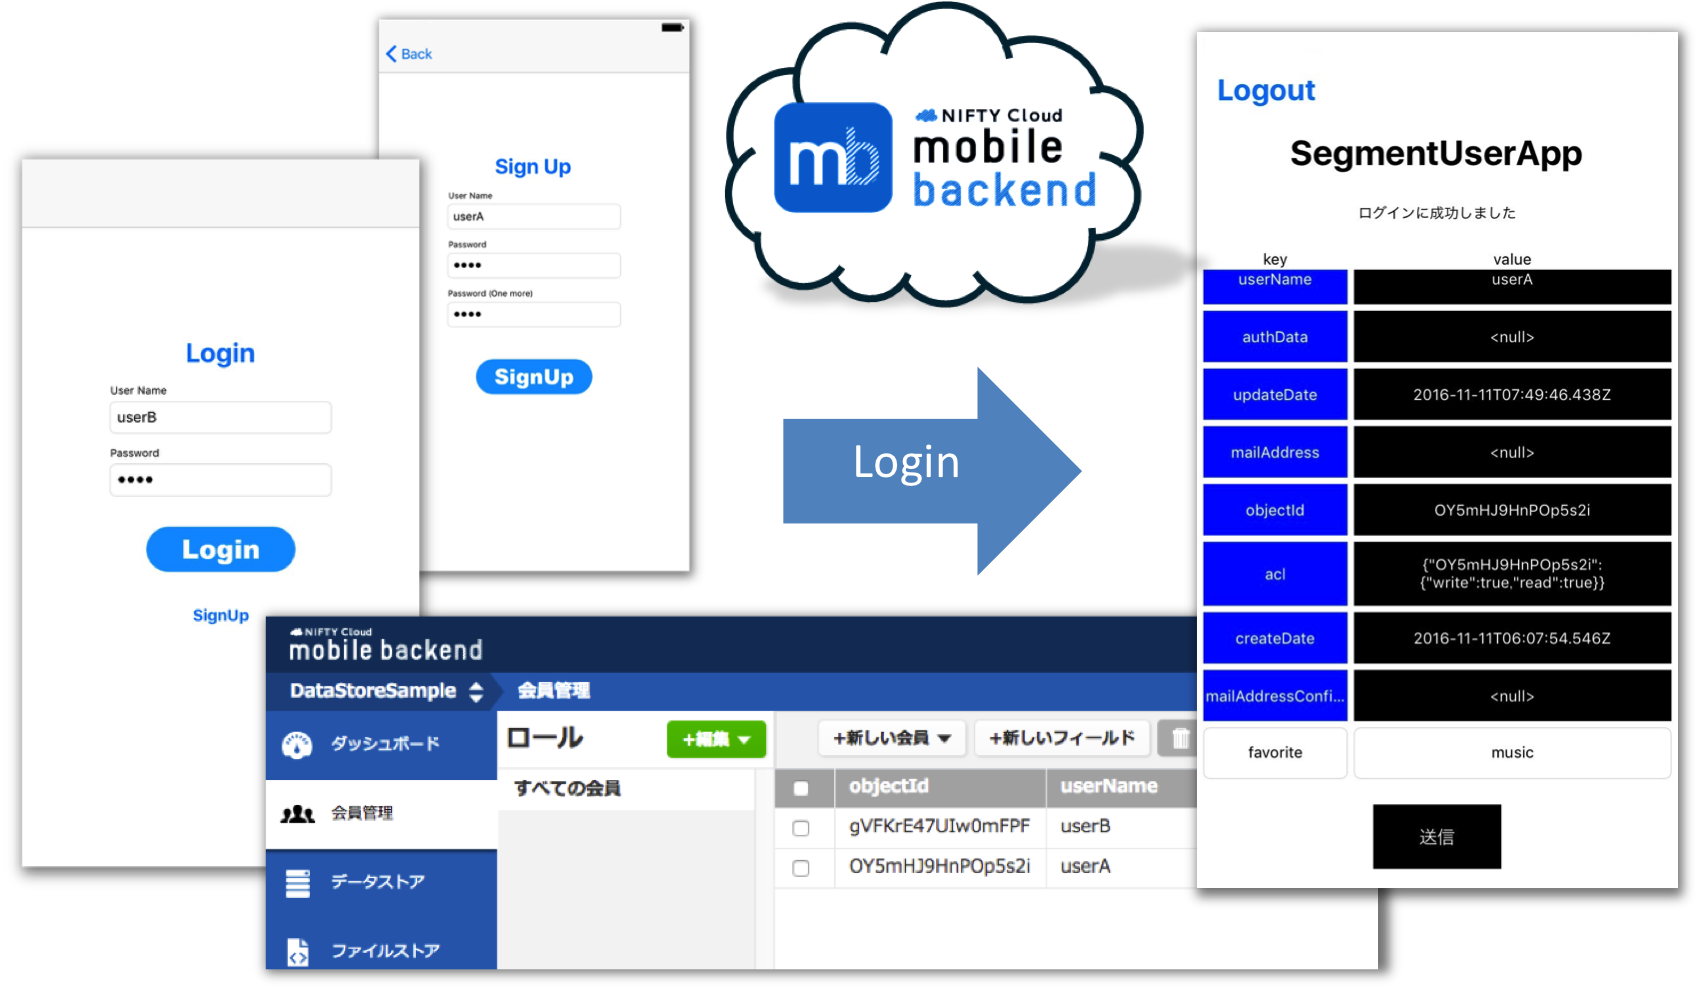 Back
Sign Up
User Name
userA
Password
••••
Password (One more)
••••
SignUp
Login
User Name
userB
Password
••••
Login
SignUp
mb
NIFTY Cloud
mobile
backend
Login
Logout
SegmentUserApp
ログインに成功しました
key value
userName userA
authData <null>
updateDate 2016-11-11T07:49:46.438Z
mailAddress <null>
objectId OY5mHJ9HnPOp5s2i
acl {"OY5mHJ9HnPOp5s2i":
{"write":true,"read":true}}
createDate 2016-11-11T06:07:54.546Z
mailAddressConfi... <null>
favorite music
送信
NIFTY Cloud
mobile backend
DataStoreSample 会員管理
ダッシュボード
会員管理
データストア
ファイルストア
ロール +編集
すべての会員
+新しい会員 +新しいフィールド
objectId userName
gVFKrE47UIw0mFPF userB
OY5mHJ9HnPOp5s2i userA